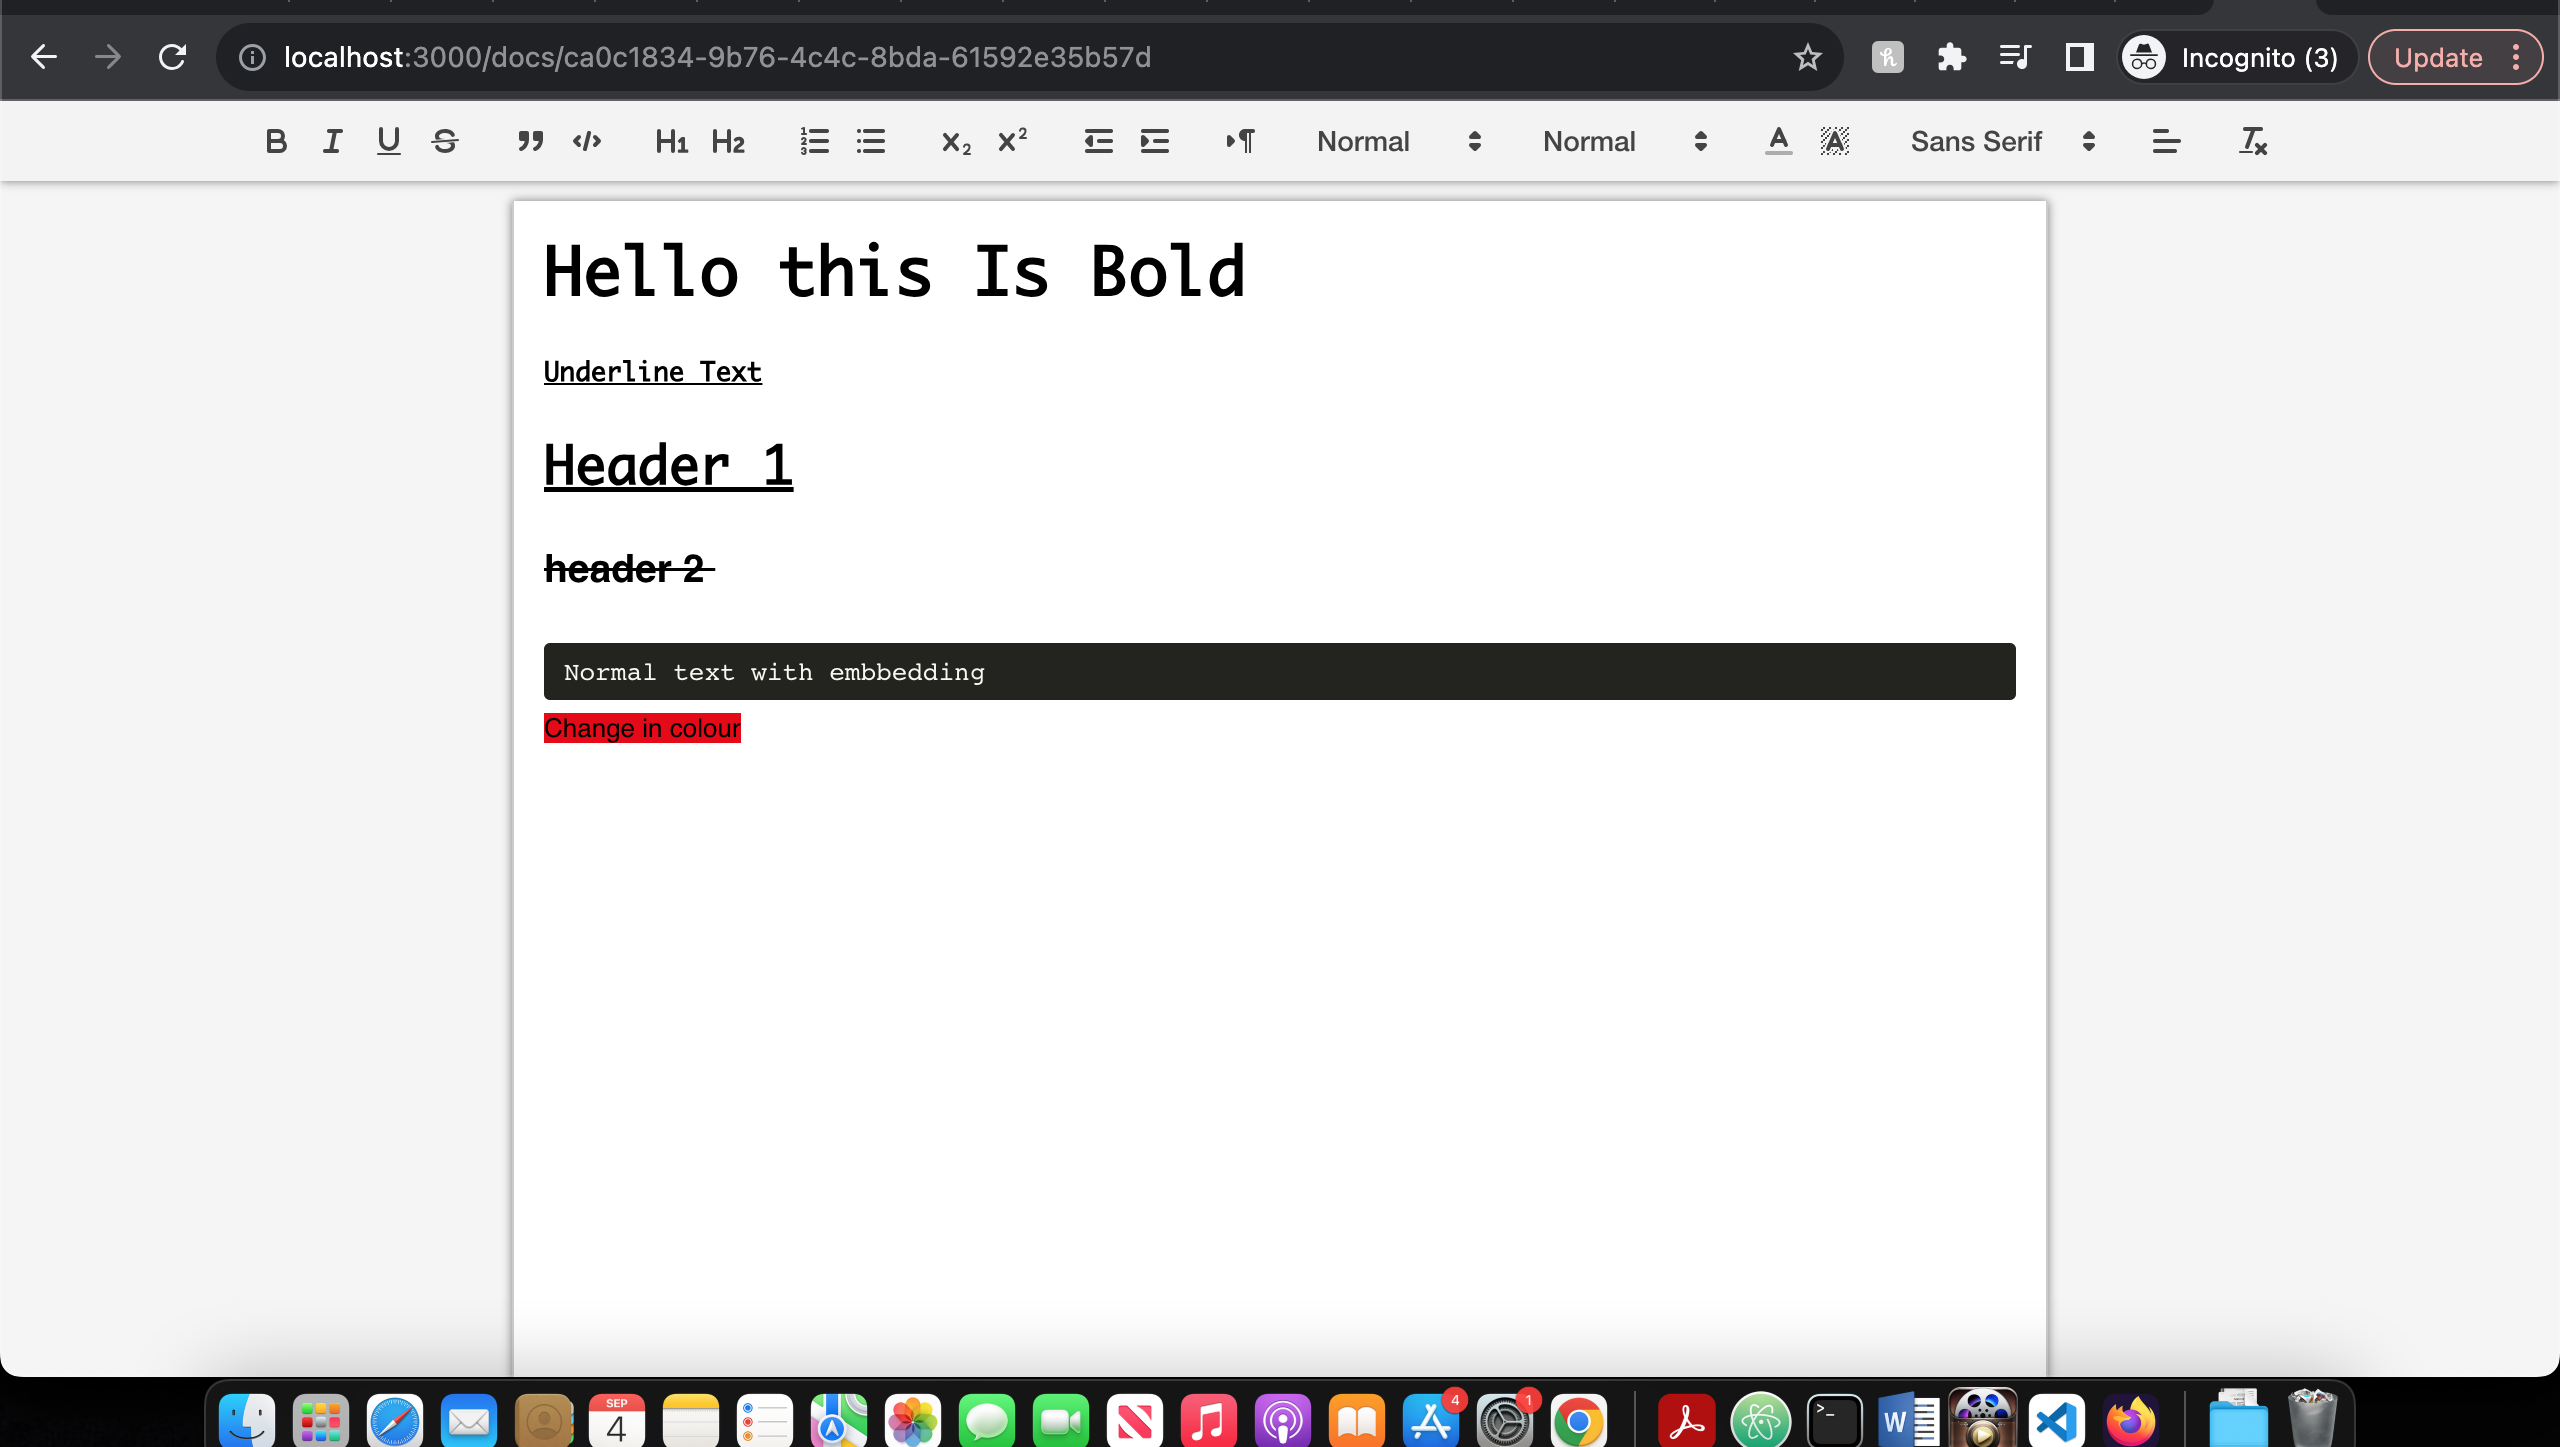 localhost:3000/docs/ca0c1834-9b76-4c4c-8bda-61592e35b57d
Incognito (3)
Update
B I U S H1 H2 x2 x2 Normal Normal A A Sans Serif
Hello this Is Bold
Underline Text
Header 1
header 2
Normal text with embbedding
Change in colour
SEP
4
4
1
W